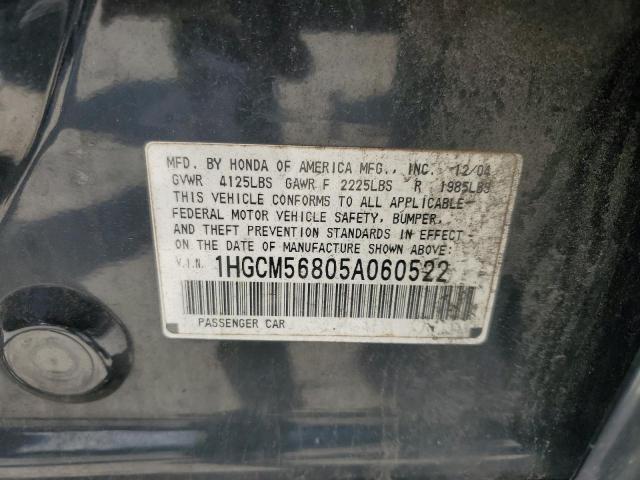 MFD. BY HONDA OF AMERICA MFG., INC. 12/04
GVWR 4125LBS GAWR F 2225LBS R 1985LBS
THIS VEHICLE CONFORMS TO ALL APPLICABLE
FEDERAL MOTOR VEHICLE SAFETY, BUMPER,
AND THEFT PREVENTION STANDARDS IN EFFECT
ON THE DATE OF MANUFACTURE SHOWN ABOVE:
V.I.N. 1HGCM56805A060522
PASSENGER CAR